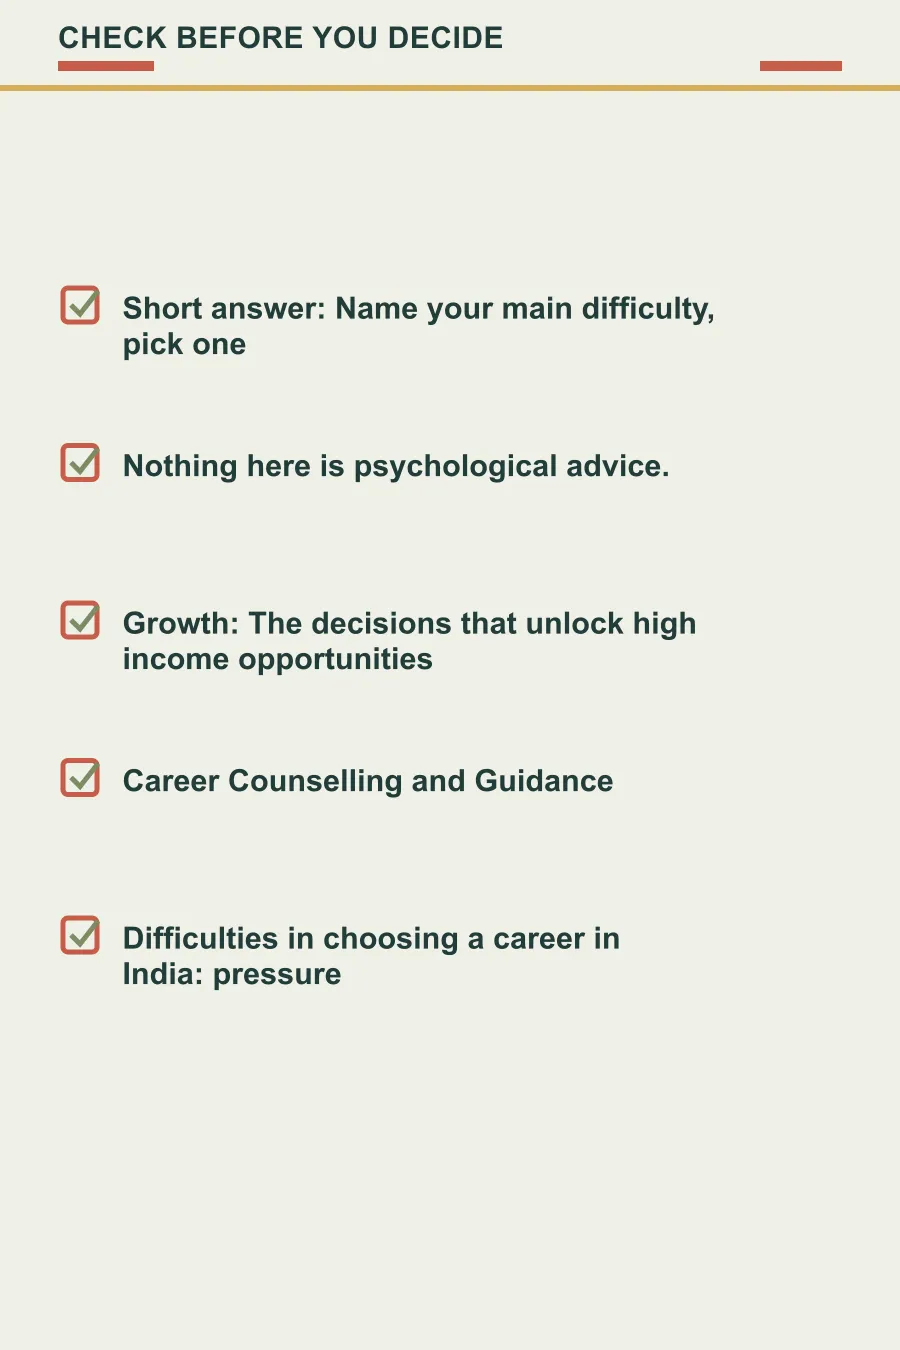 CHECK BEFORE YOU DECIDE
Short answer: Name your main difficulty,
pick one
Nothing here is psychological advice.
Growth: The decisions that unlock high
income opportunities
Career Counselling and Guidance
Difficulties in choosing a career in
India: pressure